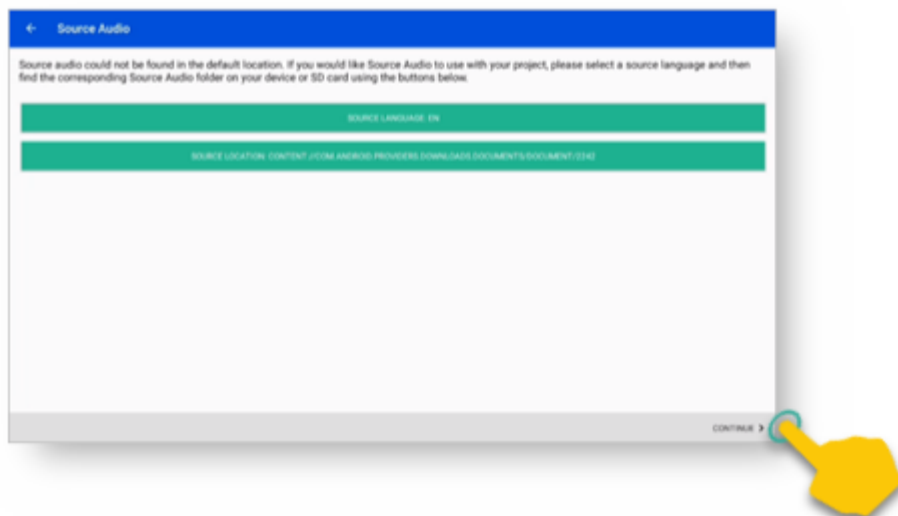 Source Audio
Source audio could not be found in the default location. If you would like Source Audio to use with your project, please select a source language and then
find the corresponding Source Audio folder on your device or SD card using the buttons below.
SOURCE LANGUAGE: EN
SOURCE LOCATION: CONTENT://COM.ANDROID.PROVIDERS.DOWNLOADS.DOCUMENTS/DOCUMENT/2342
CONTINUE